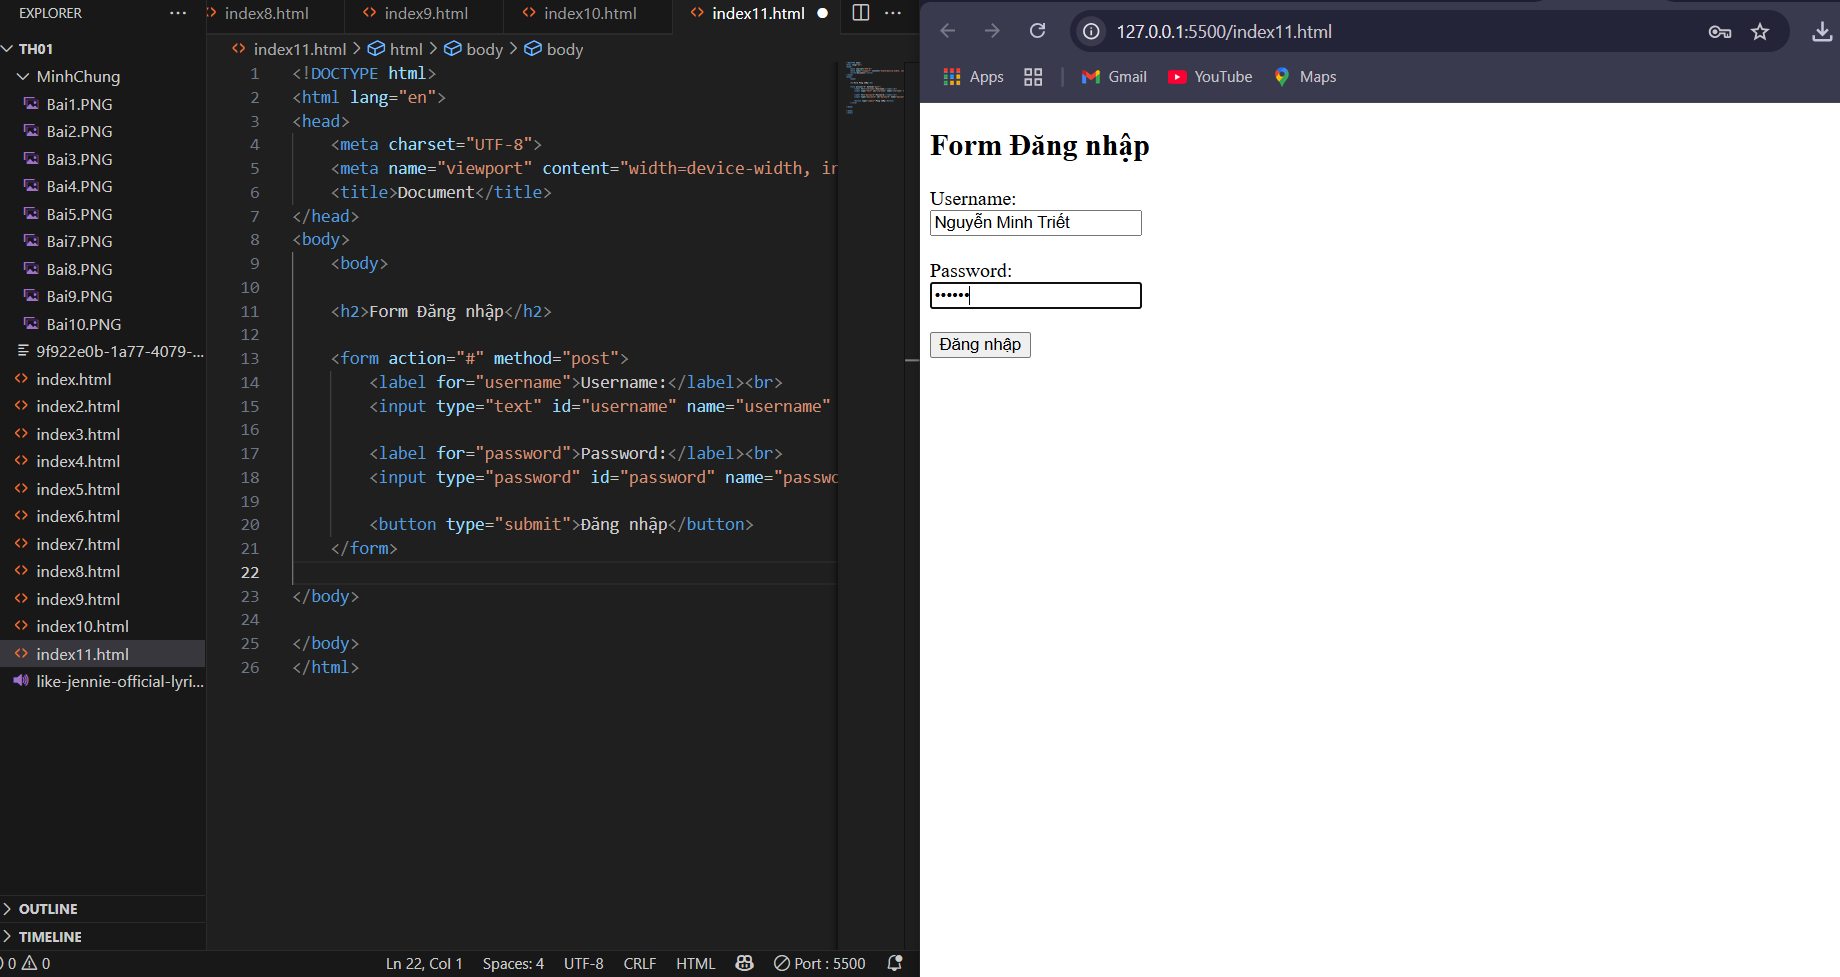 EXPLORER
TH01
MinhChung
Bai1.PNG
Bai2.PNG
Bai3.PNG
Bai4.PNG
Bai5.PNG
Bai7.PNG
Bai8.PNG
Bai9.PNG
Bai10.PNG
9f922e0b-1a77-4079-...
index.html
index2.html
index3.html
index4.html
index5.html
index6.html
index7.html
index8.html
index9.html
index10.html
index11.html
like-jennie-official-lyri...
OUTLINE
TIMELINE
0 0
index8.html index9.html index10.html index11.html
index11.html > html > body > body
1 <!DOCTYPE html>
2 <html lang="en">
3 <head>
4 <meta charset="UTF-8">
5 <meta name="viewport" content="width=device-width, in
6 <title>Document</title>
7 </head>
8 <body>
9 <body>
10
11 <h2>Form Đăng nhập</h2>
12
13 <form action="#" method="post">
14 <label for="username">Username:</label><br>
15 <input type="text" id="username" name="username"
16
17 <label for="password">Password:</label><br>
18 <input type="password" id="password" name="passwo
19
20 <button type="submit">Đăng nhập</button>
21 </form>
22
23 </body>
24
25 </body>
26 </html>
Ln 22, Col 1 Spaces: 4 UTF-8 CRLF HTML Port : 5500
127.0.0.1:5500/index11.html
Apps Gmail YouTube Maps
Form Đăng nhập
Username:
Nguyễn Minh Triết
Password:
••••••
Đăng nhập